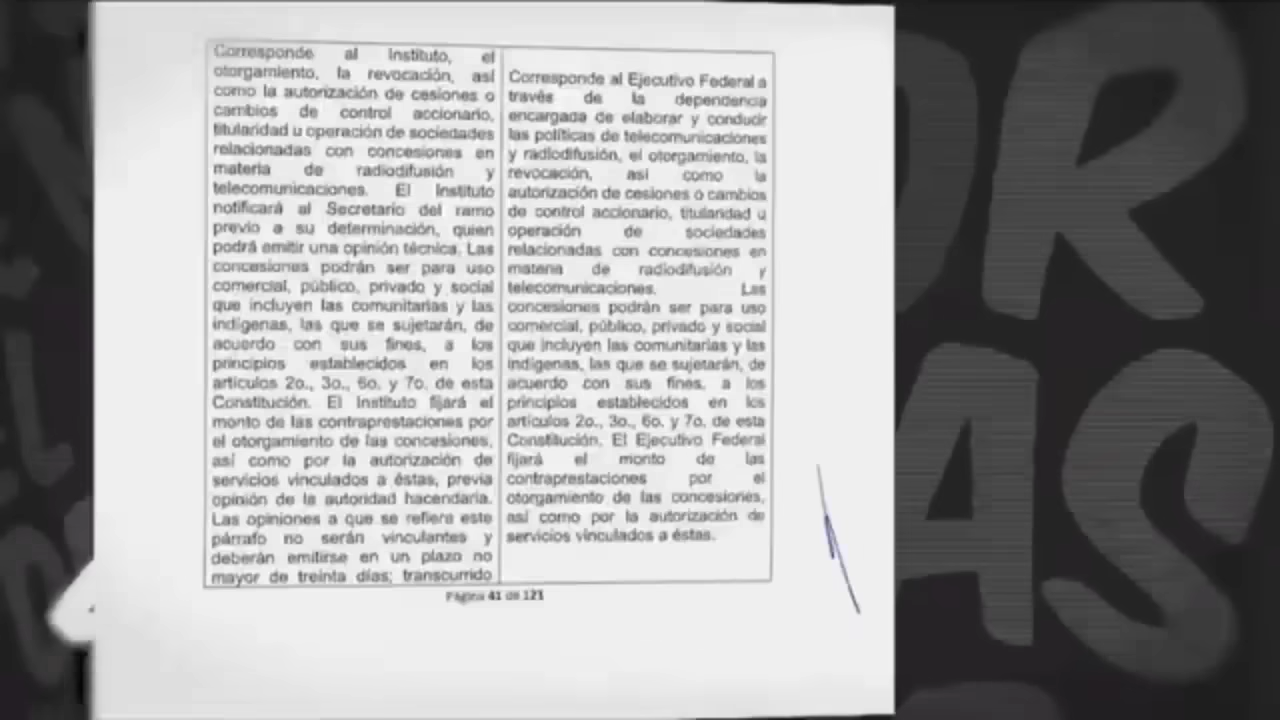 Corresponde al Instituto, el
otorgamiento, la revocación, así
como la autorización de cesiones o
cambios de control accionario,
titularidad u operación de sociedades
relacionadas con concesiones en
materia de radiodifusión y
telecomunicaciones. El Instituto
notificará al Secretario del ramo
previo a su determinación, quien
podrá emitir una opinión técnica. Las
concesiones podrán ser para uso
comercial, público, privado y social
que incluyen las comunitarias y las
indígenas, las que se sujetarán, de
acuerdo con sus fines, a los
principios establecidos en los
artículos 2o., 3o., 6o. y 7o. de esta
Constitución. El Instituto fijará el
monto de las contraprestaciones por
el otorgamiento de las concesiones,
así como por la autorización de
servicios vinculados a éstas, previa
opinión de la autoridad hacendaria.
Las opiniones a que se refiera este
párrafo no serán vinculantes y
deberán emitirse en un plazo no
mayor de treinta días; transcurrido
Corresponde al Ejecutivo Federal a
través de la dependencia
encargada de elaborar y conducir
las políticas de telecomunicaciones
y radiodifusión, el otorgamiento, la
revocación, así como la
autorización de cesiones o cambios
de control accionario, titularidad u
operación de sociedades
relacionadas con concesiones en
materia de radiodifusión y
telecomunicaciones. Las
concesiones podrán ser para uso
comercial, público, privado y social
que incluyen las comunitarias y las
indígenas, las que se sujetarán, de
acuerdo con sus fines, a los
principios establecidos en los
artículos 2o., 3o., 6o. y 7o. de esta
Constitución. El Ejecutivo Federal
fijará el monto de las
contraprestaciones por el
otorgamiento de las concesiones,
así como por la autorización de
servicios vinculados a éstas.
Página 41 de 121